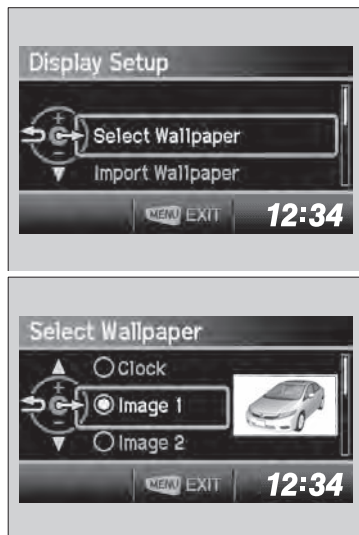 Display Setup
+
Select Wallpaper
−
Import Wallpaper
MENU EXIT
12:34
Select Wallpaper
Clock
+
Image 1
−
Image 2
MENU EXIT
12:34